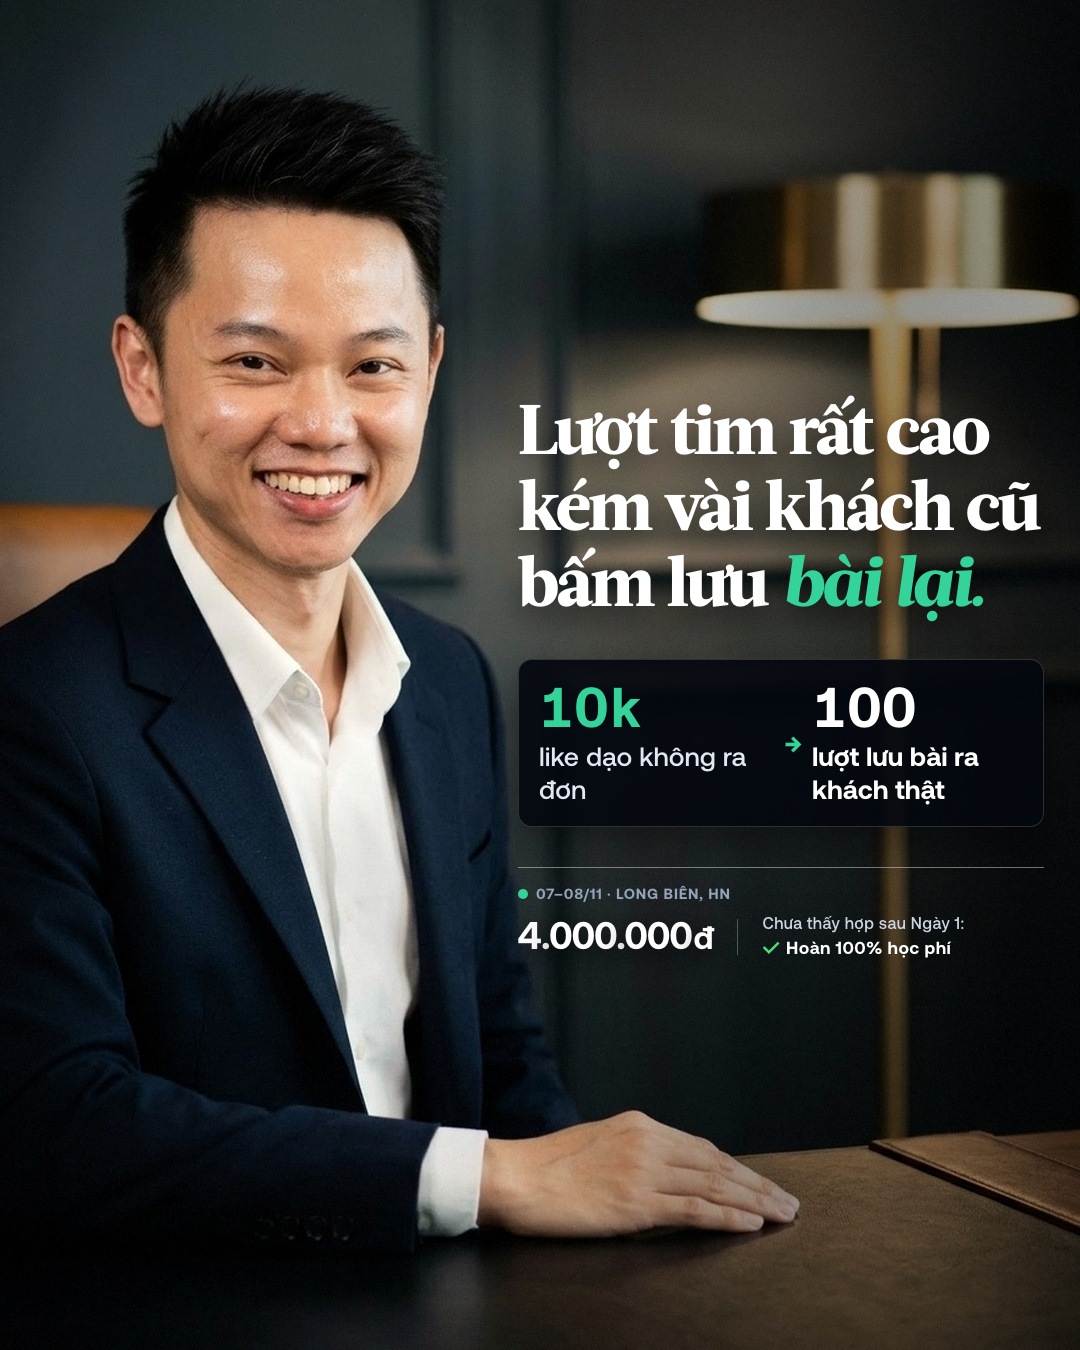 Lượt tim rất cao
kém vài khách cũ
bấm lưu bài lại.
10k
like dạo không ra
đơn
→
100
lượt lưu bài ra
khách thật
07–08/11 · LONG BIÊN, HN
4.000.000đ
Chưa thấy hợp sau Ngày 1:
✓ Hoàn 100% học phí